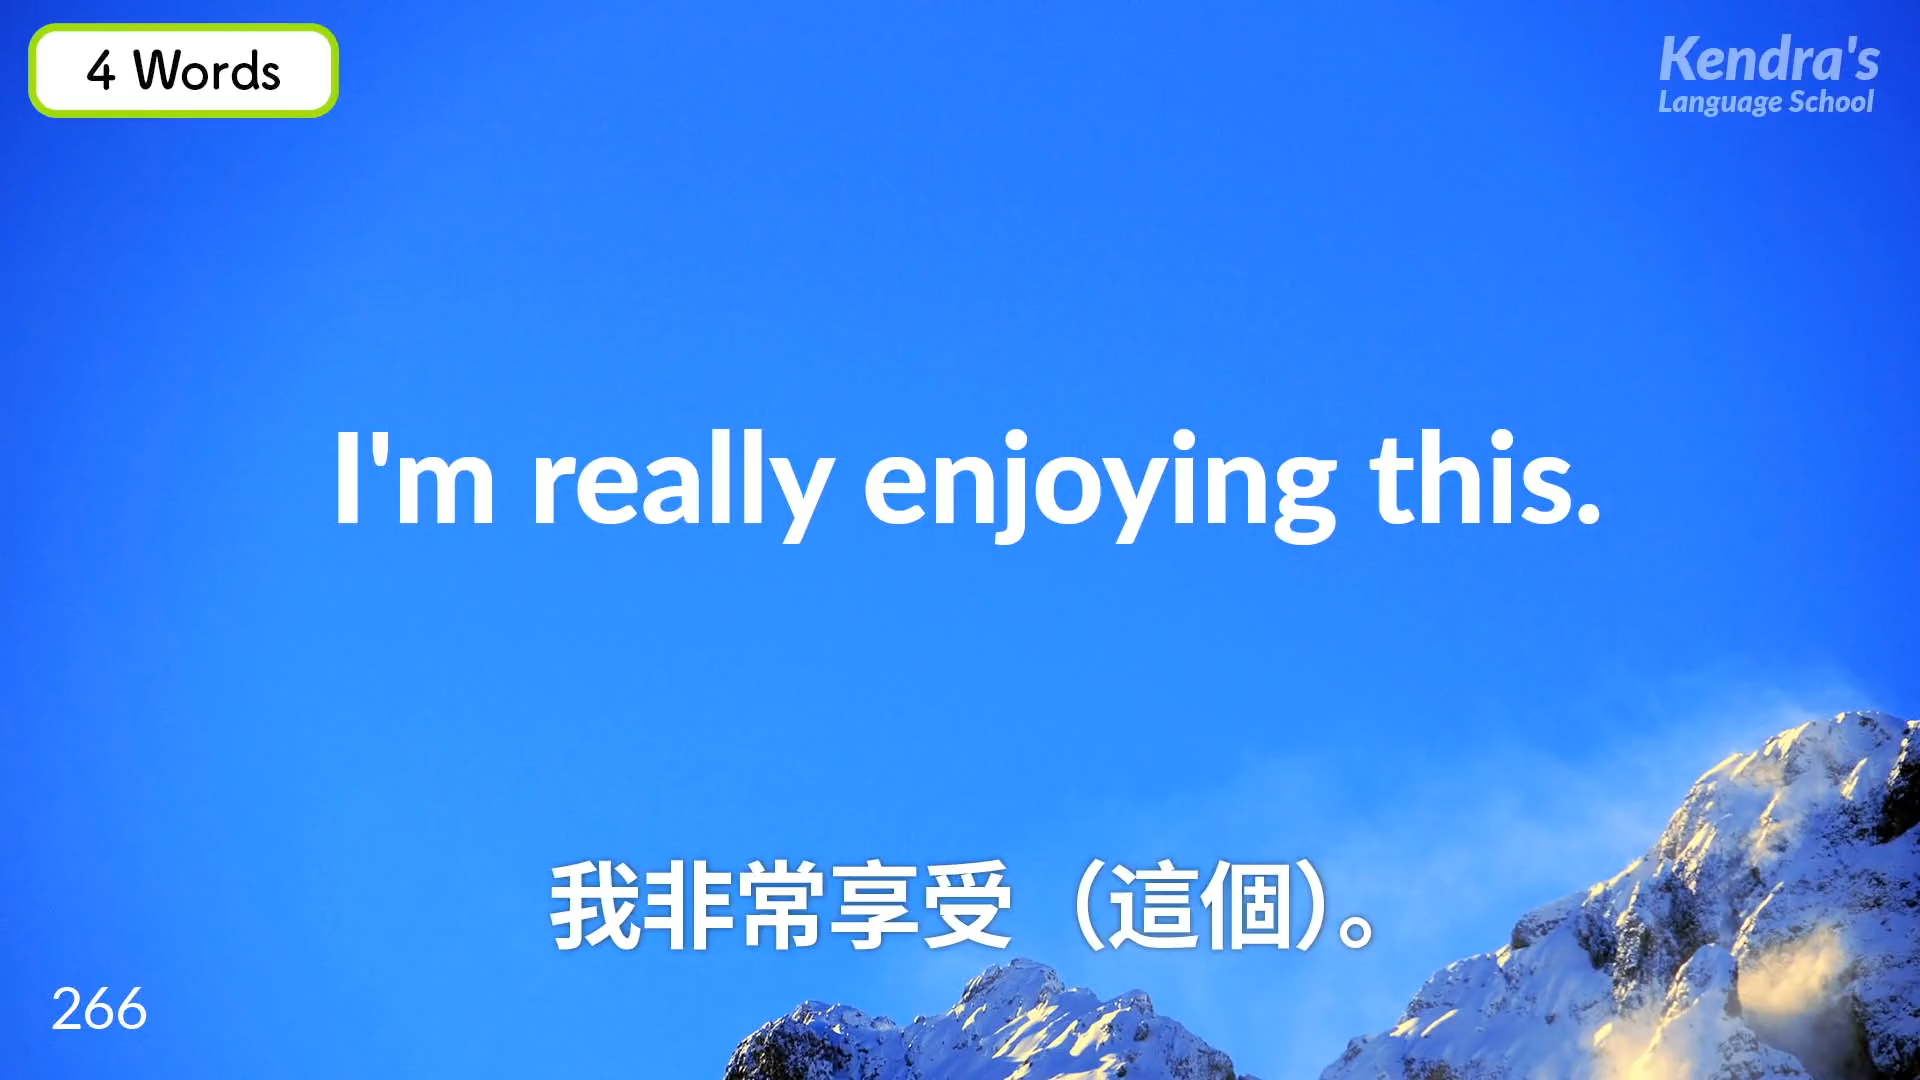 4 Words
Kendra's
Language School
I'm really enjoying this.
我非常享受（這個）。
266